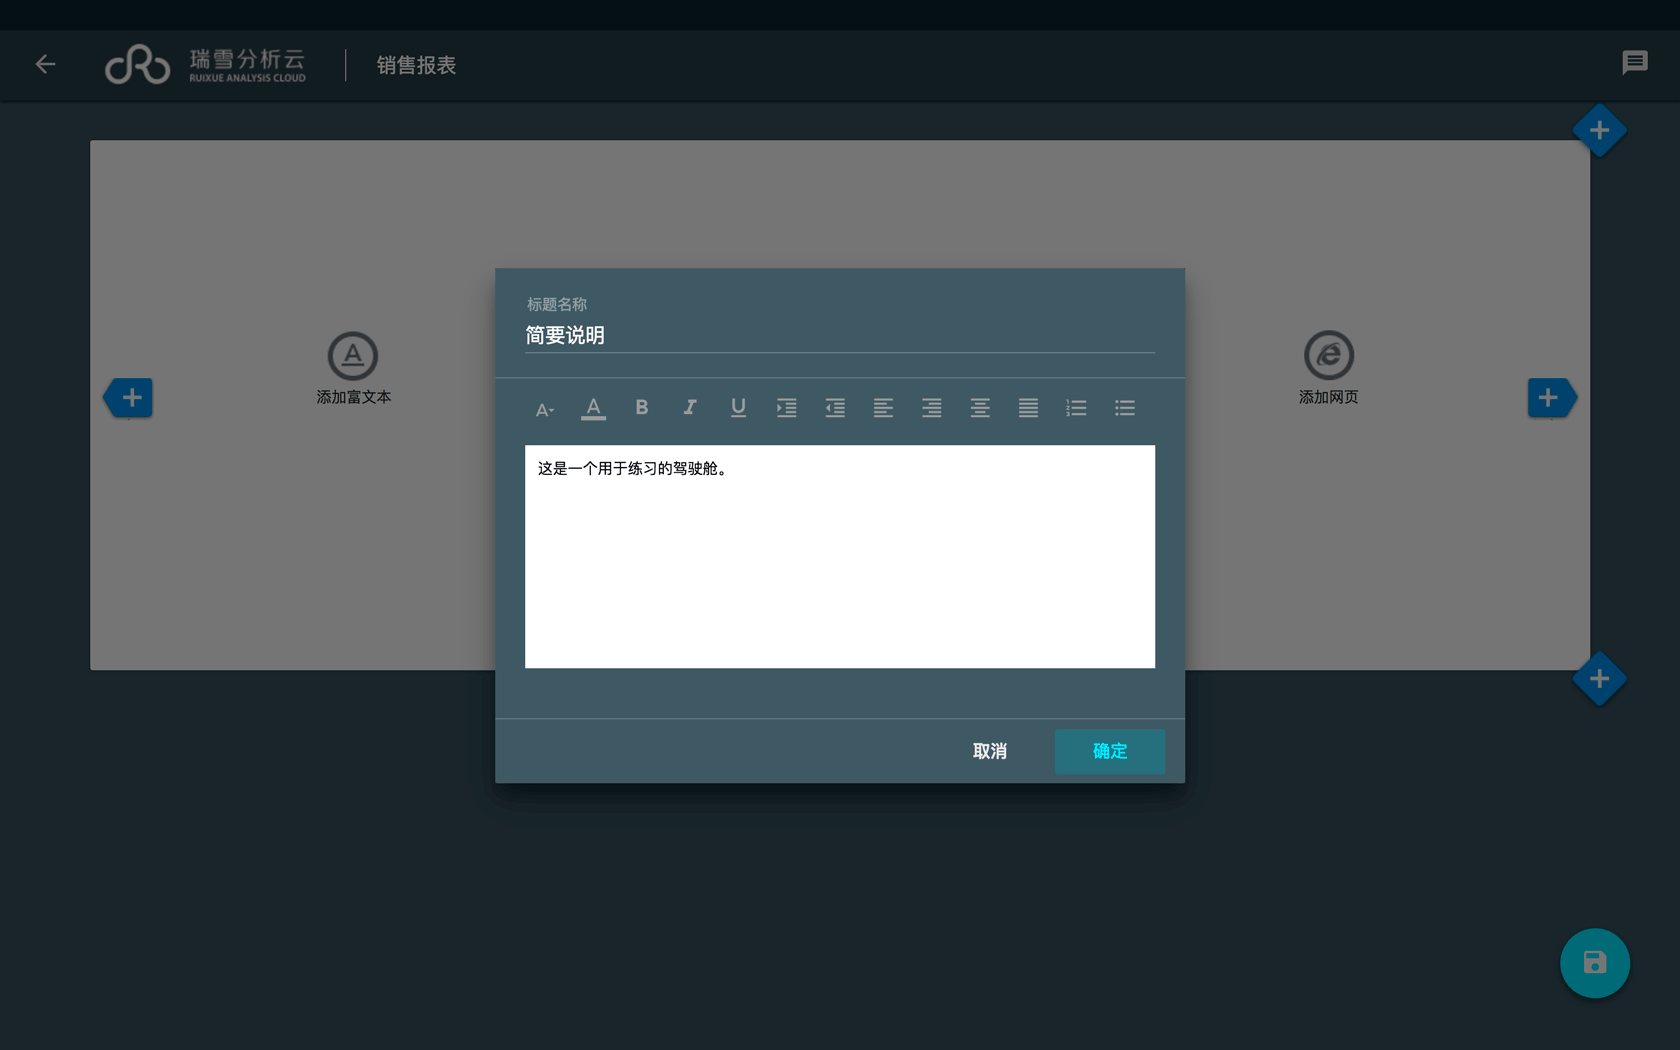 瑞雪分析云
RUIXUE ANALYSIS CLOUD
销售报表
标题名称
简要说明
添加富文本
添加网页
这是一个用于练习的驾驶舱。
取消
确定